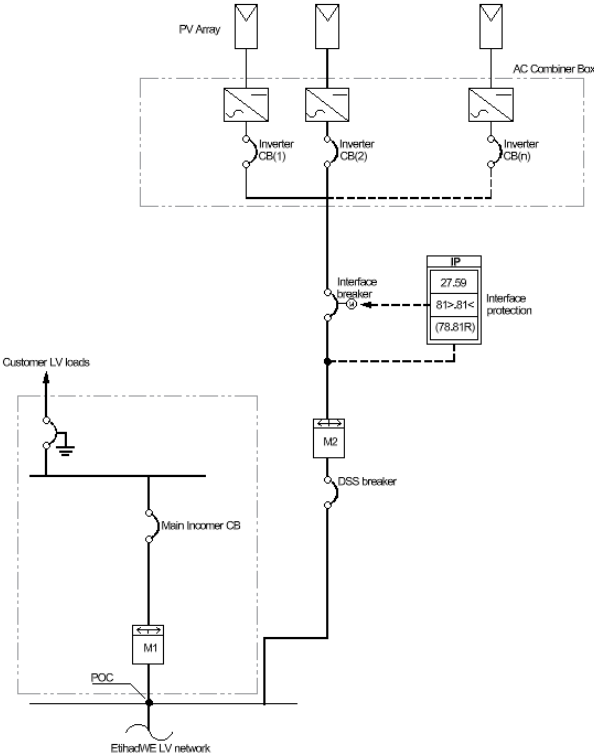 PV Array
AC Combiner Box
Inverter
CB(1)
Inverter
CB(2)
Inverter
CB(n)
Interface
breaker
M
IP
27.59
81>.81<
(78.81R)
Interface
protection
Customer LV loads
M2
DSS breaker
Main Incomer CB
M1
POC
EtihadWE LV network